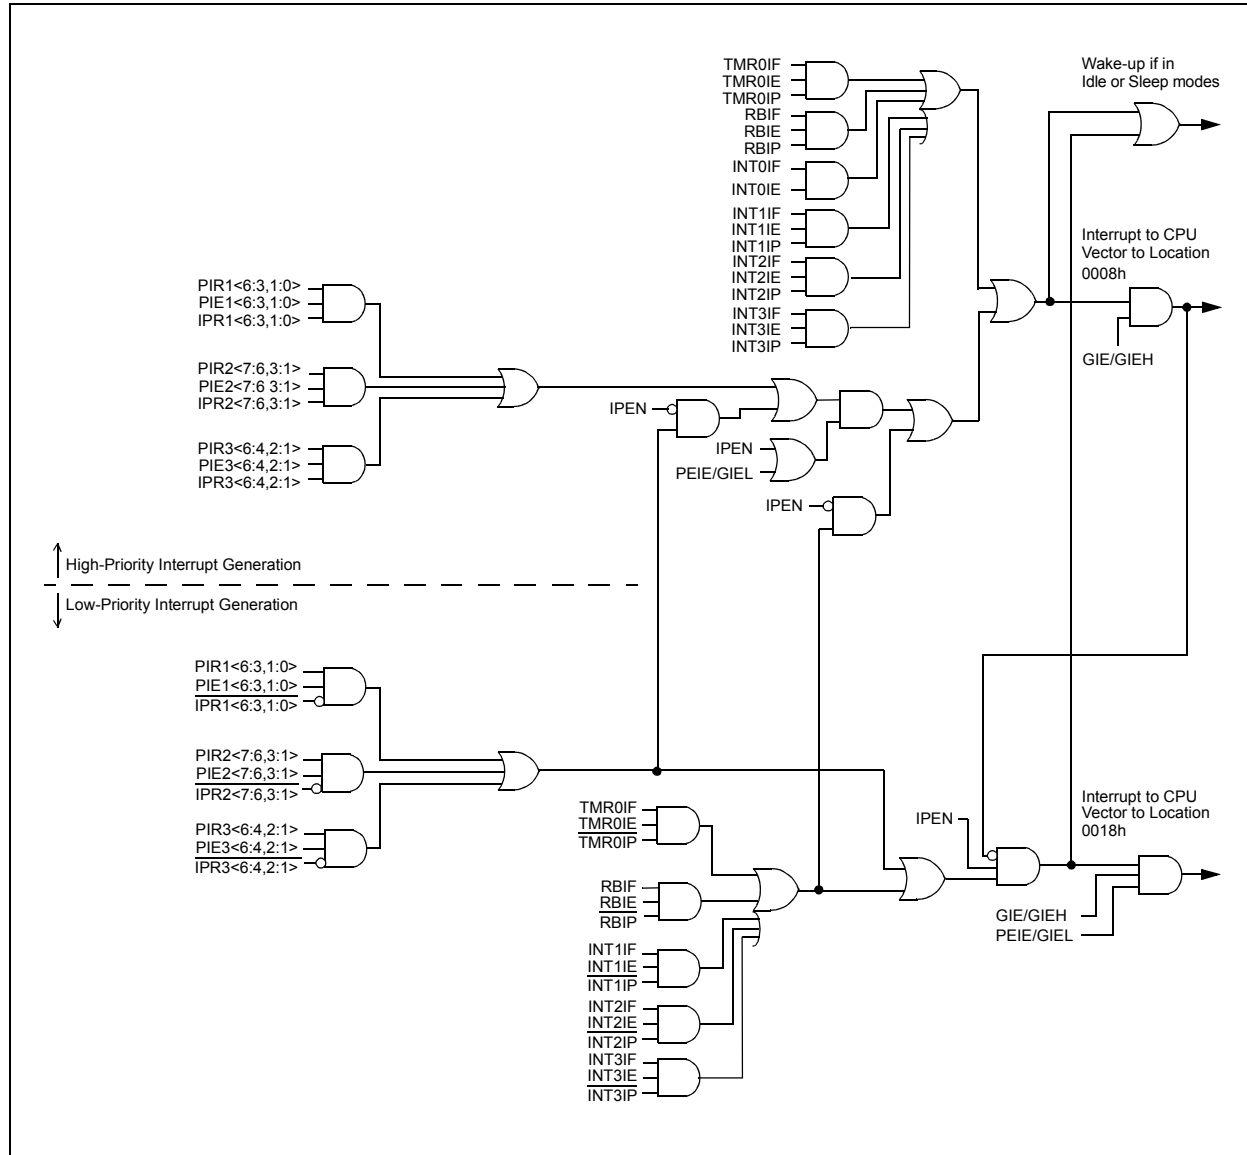 TMR0IF
TMR0IE
TMR0IP
RBIF
RBIE
RBIP
INT0IF
INT0IE
INT1IF
INT1IE
INT1IP
INT2IF
INT2IE
INT2IP
INT3IF
INT3IE
INT3IP
Wake-up if in
Idle or Sleep modes
Interrupt to CPU
Vector to Location
0008h
GIE/GIEH
PIR1<6:3,1:0>
PIE1<6:3,1:0>
IPR1<6:3,1:0>
PIR2<7:6,3:1>
PIE2<7:6 3:1>
IPR2<7:6,3:1>
PIR3<6:4,2:1>
PIE3<6:4,2:1>
IPR3<6:4,2:1>
IPEN
IPEN
PEIE/GIEL
IPEN
High-Priority Interrupt Generation
Low-Priority Interrupt Generation
PIR1<6:3,1:0>
PIE1<6:3,1:0>
IPR1<6:3,1:0>
PIR2<7:6,3:1>
PIE2<7:6,3:1>
IPR2<7:6,3:1>
PIR3<6:4,2:1>
PIE3<6:4,2:1>
IPR3<6:4,2:1>
TMR0IF
TMR0IE
TMR0IP
RBIF
RBIE
RBIP
INT1IF
INT1IE
INT1IP
INT2IF
INT2IE
INT2IP
INT3IF
INT3IE
INT3IP
IPEN
Interrupt to CPU
Vector to Location
0018h
GIE/GIEH
PEIE/GIEL